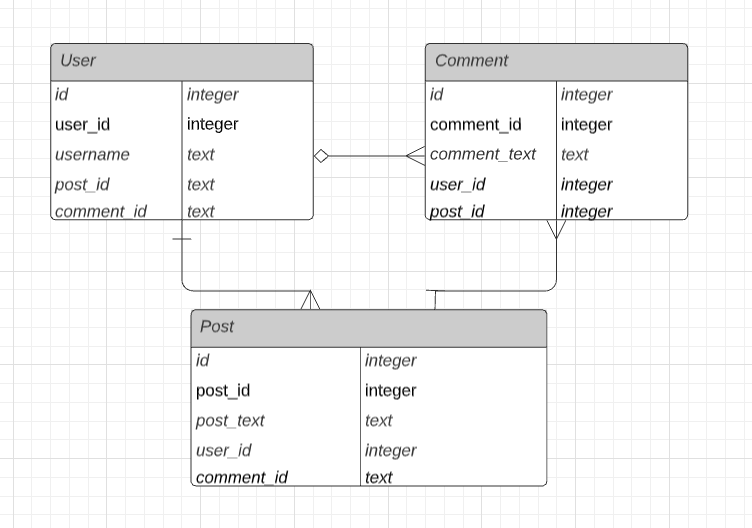 User
id integer
user_id integer
username text
post_id text
comment_id text
Comment
id integer
comment_id integer
comment_text text
user_id integer
post_id integer
Post
id integer
post_id integer
post_text text
user_id integer
comment_id text